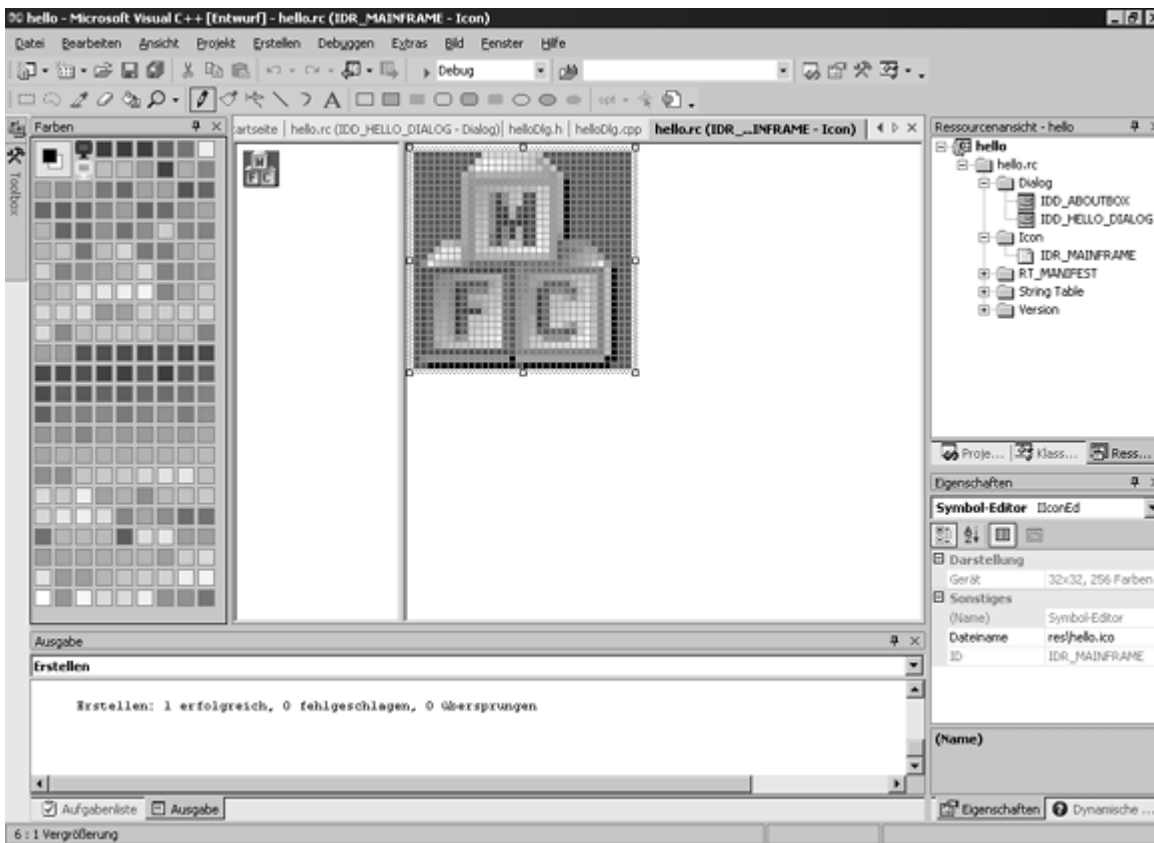 hello - Microsoft Visual C++ [Entwurf] - hello.rc (IDR_MAINFRAME - Icon)
Datei Bearbeiten Ansicht Projekt Erstellen Debuggen Extras Bild Fenster Hilfe
Debug
opt
Farben
artseite hello.rc (IDD_HELLO_DIALOG - Dialog) helloDlg.h helloDlg.cpp hello.rc (IDR_...INFRAME - Icon)
Toolbox
M
F C
M
F C
Ressourcenansicht - hello
hello
hello.rc
Dialog
IDD_ABOUTBOX
IDD_HELLO_DIALOG
Icon
IDR_MAINFRAME
RT_MANIFEST
String Table
Version
Proje... Klass... Ress...
Eigenschaften
Symbol-Editor IIconEd
Darstellung
Gerät 32x32, 256 Farben
Sonstiges
(Name) Symbol-Editor
Dateiname res\hello.ico
ID IDR_MAINFRAME
(Name)
Eigenschaften Dynamische ...
Ausgabe
Erstellen
Erstellen: 1 erfolgreich, 0 fehlgeschlagen, 0 übersprungen
Aufgabenliste Ausgabe
6 : 1 Vergrößerung